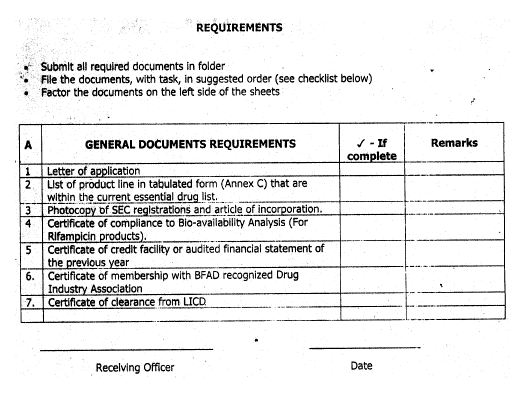 REQUIREMENTS
• Submit all required documents in folder
• File the documents, with task, in suggested order (see checklist below)
• Factor the documents on the left side of the sheets
A GENERAL DOCUMENTS REQUIREMENTS ✓ - If complete Remarks
1 Letter of application
2 List of product line in tabulated form (Annex C) that are
within the current essential drug list.
3 Photocopy of SEC registrations and article of incorporation.
4 Certificate of compliance to Bio-availability Analysis (For
Rifampicin products).
5 Certificate of credit facility or audited financial statement of
the previous year
6. Certificate of membership with BFAD recognized Drug
Industry Association
7. Certificate of clearance from LICD
Receiving Officer Date